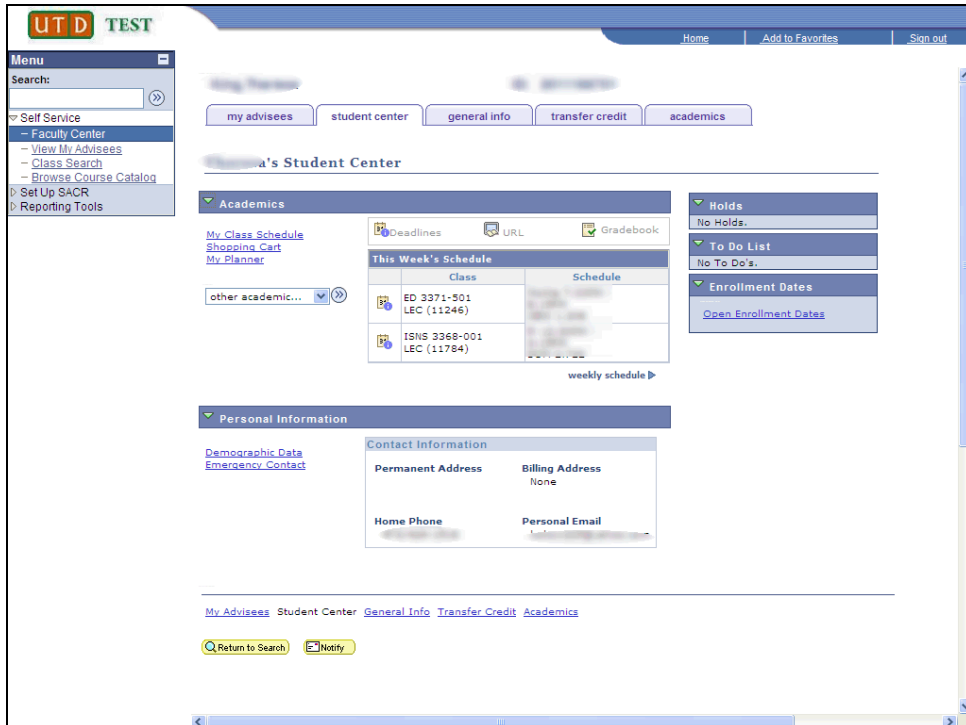 UTD TEST
Home Add to Favorites Sign out
Menu
Search:
Self Service
Faculty Center
View My Advisees
Class Search
Browse Course Catalog
Set Up SACR
Reporting Tools
my advisees student center general info transfer credit academics
a's Student Center
Academics
My Class Schedule
Shopping Cart
My Planner
other academic...
Deadlines URL Gradebook
This Week's Schedule
Class Schedule
ED 3371-501
LEC (11246)
ISNS 3368-001
LEC (11784)
weekly schedule
Holds
No Holds.
To Do List
No To Do's.
Enrollment Dates
Open Enrollment Dates
Personal Information
Demographic Data
Emergency Contact
Contact Information
Permanent Address Billing Address
None
Home Phone Personal Email
My Advisees Student Center General Info Transfer Credit Academics
Return to Search Notify